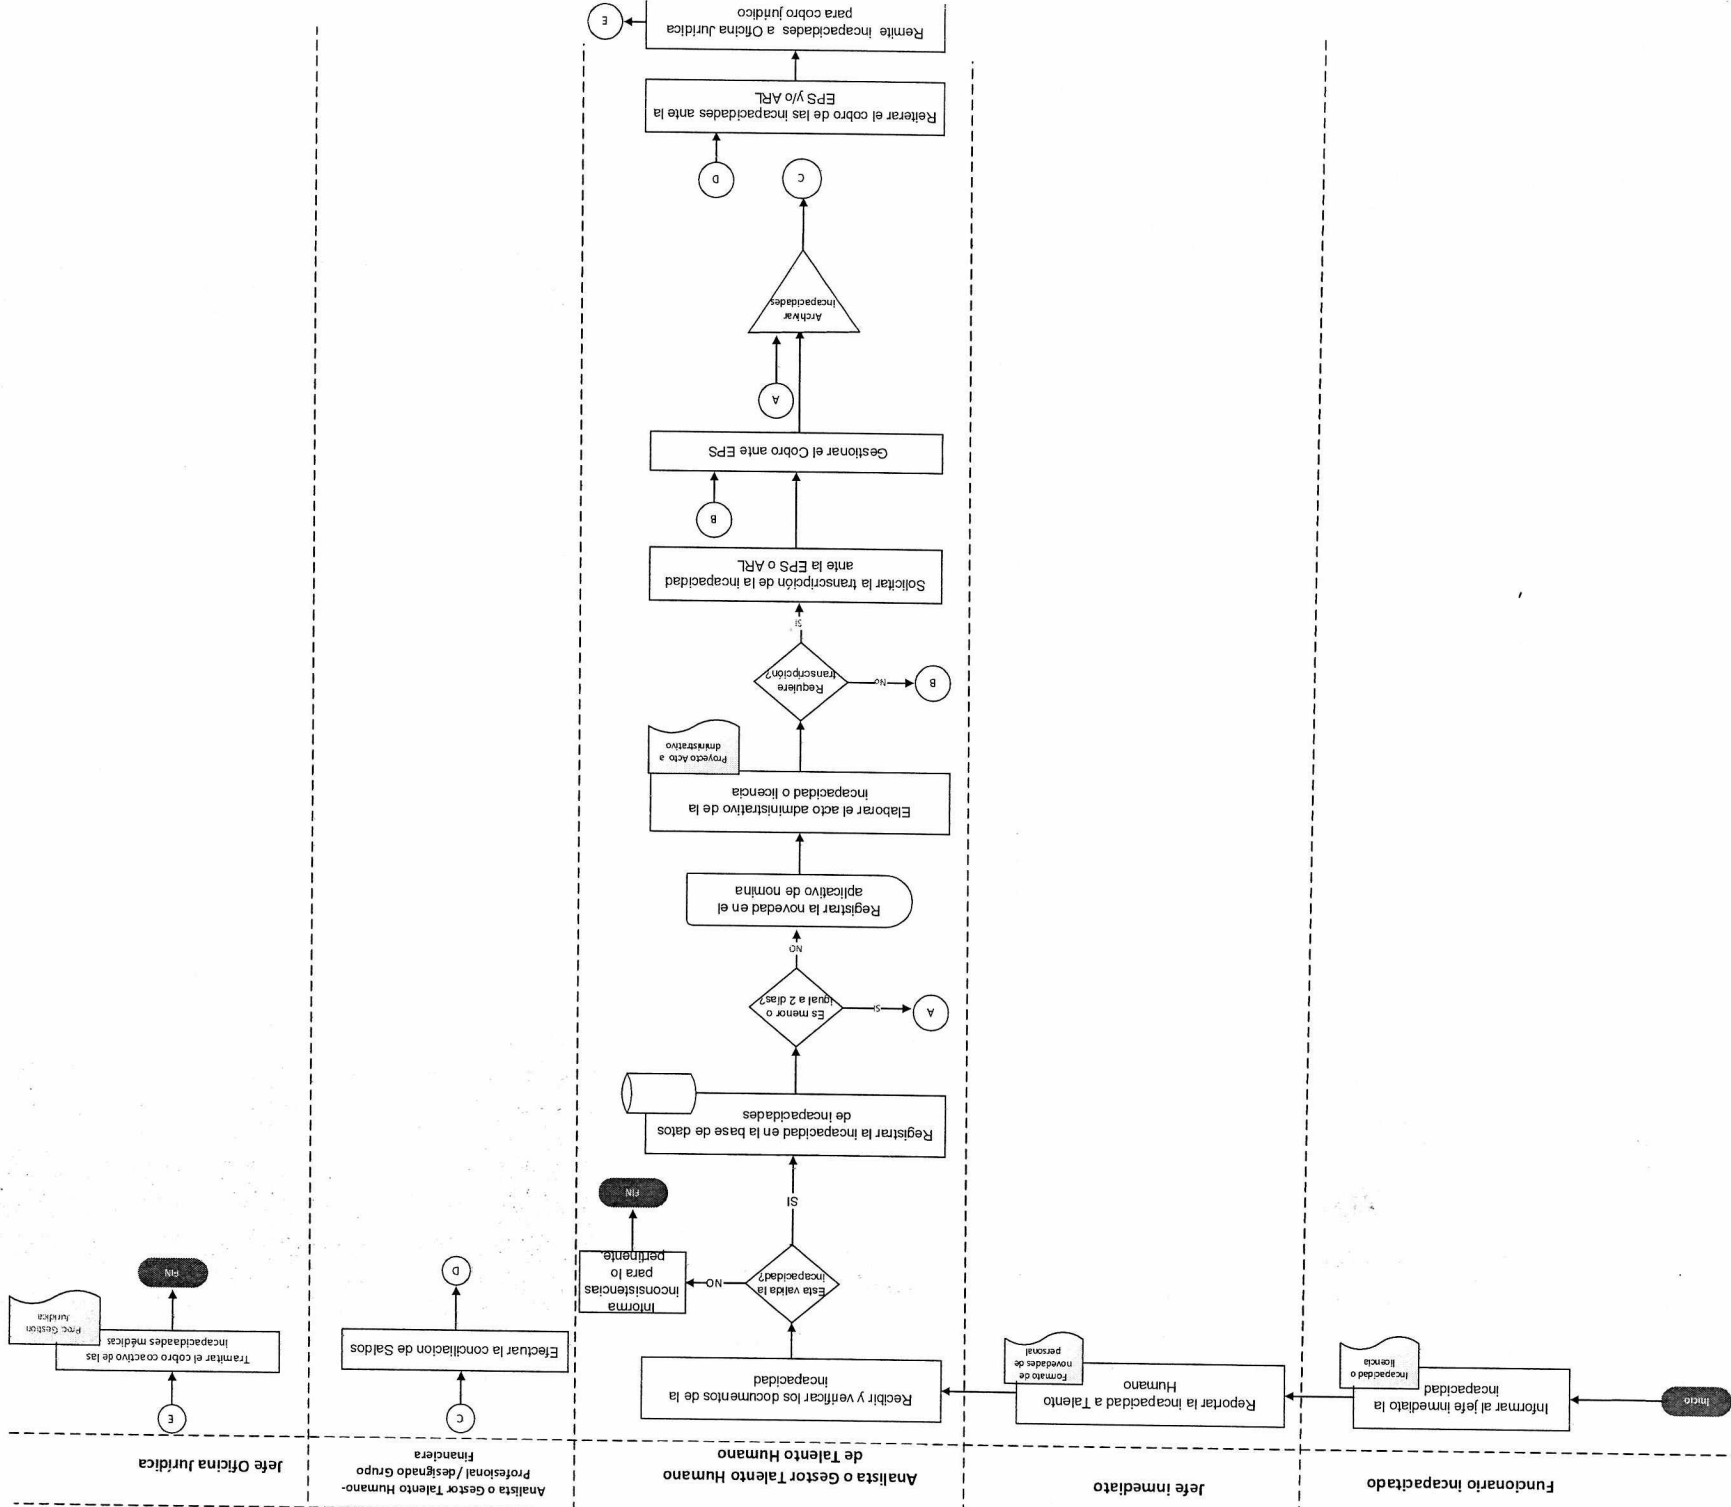 Funcionario incapacitado
Jefe inmediato
Analista o Gestor Talento Humano
de Talento Humano
Analista o Gestor Talento Humano-
Profesional /designado Grupo
Financiera
Jefe Oficina Jurídica
Inicio
Informar al jefe inmediato la
incapacidad
Incapacidad o
licencia
Reportar la incapacidad a Talento
Humano
Formato de
novedades de
personal
Recibir y verificar los documentos de la
incapacidad
Esta valida la
incapacidad?
NO
Informa
inconsistencias
para lo
pertinente.
FIN
SI
Registrar la incapacidad en la base de datos
de incapacidades
Es menor o
igual a 2 días?
SI
A
NO
Registrar la novedad en el
aplicativo de nomina
Elaborar el acto administrativo de la
incapacidad o licencia
Proyecto Acto a
dministrativo
Requiere
transcripción?
No
B
SI
Solicitar la transcripción de la incapacidad
ante la EPS o ARL
B
Gestionar el Cobro ante EPS
A
Archivar
incapacidades
C
D
Reiterar el cobro de las incapacidades ante la
EPS y/o ARL
Remite incapacidades a Oficina Jurídica
para cobro jurídico
E
C
Efectuar la conciliacion de Saldos
D
E
Tramitar el cobro coactivo de las
incapacidaades médicas
Proc. Gestión
Jurídica
FIN